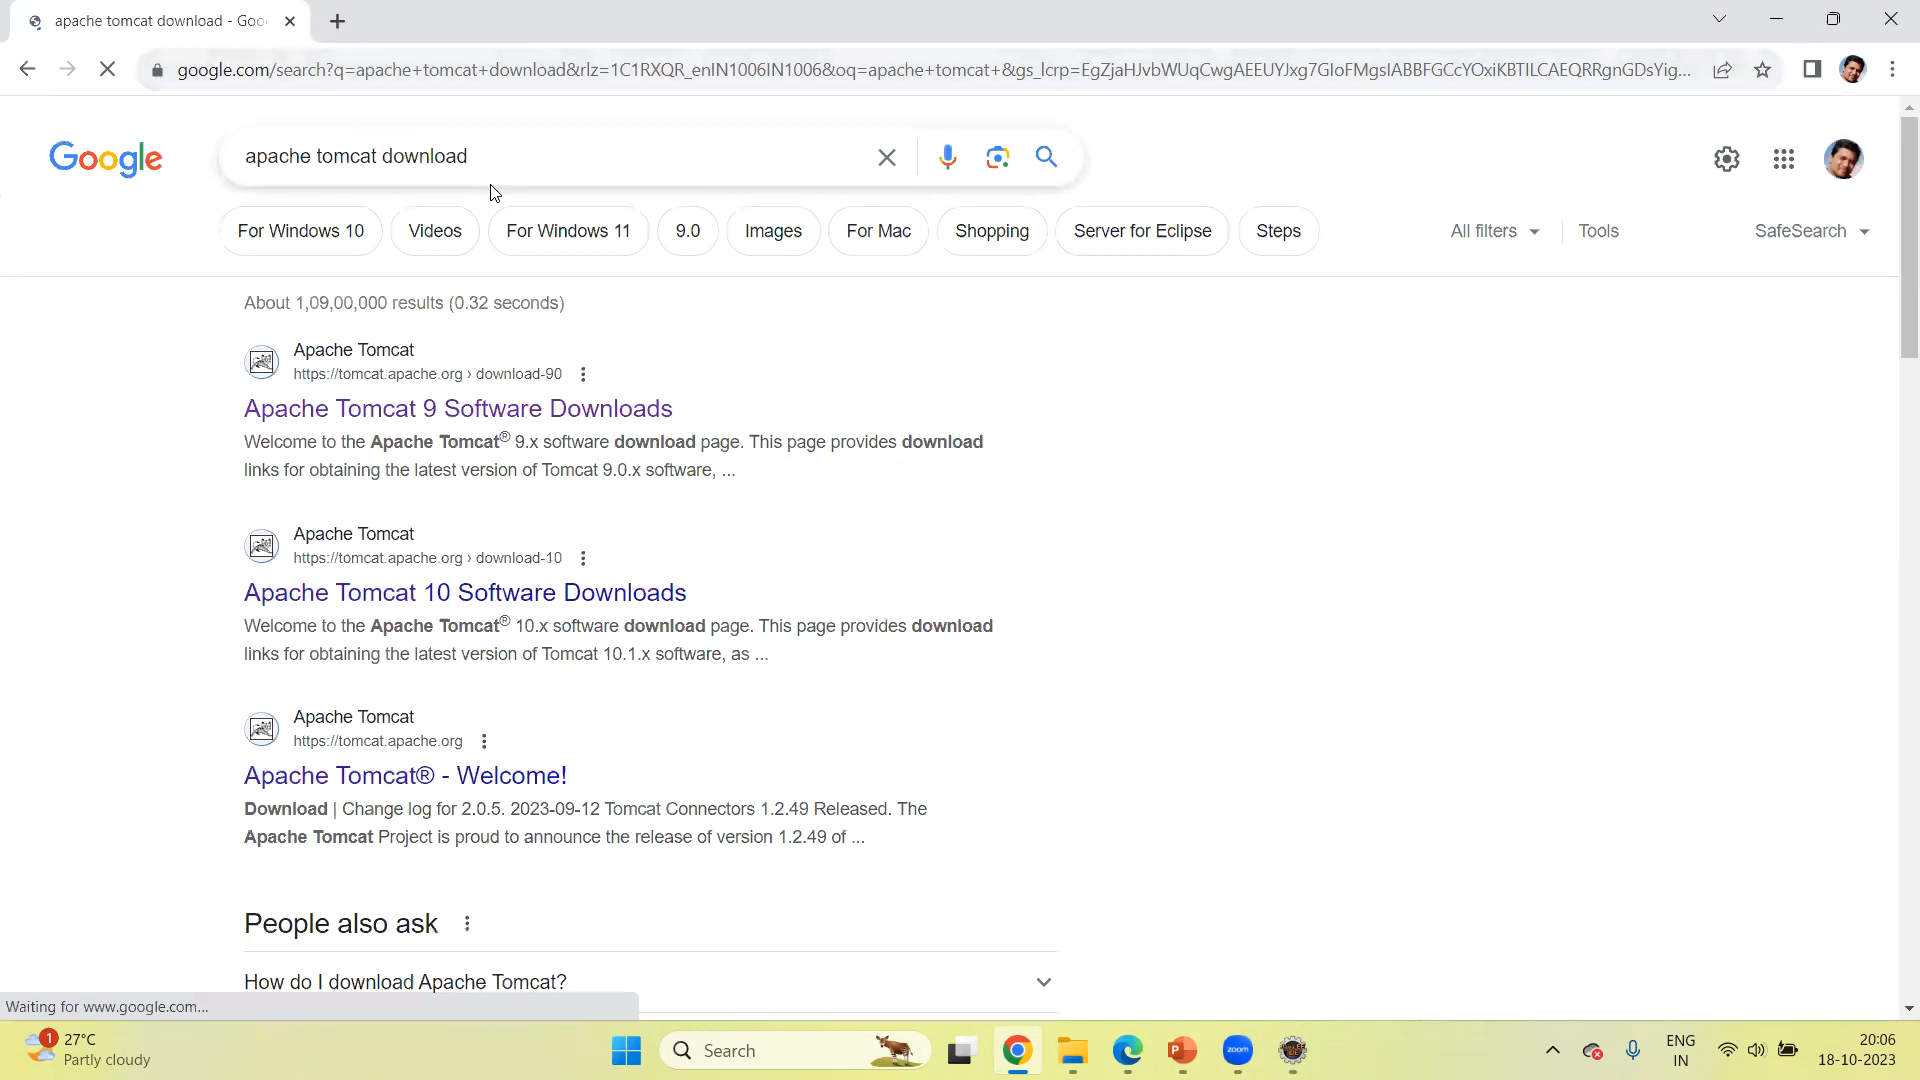 apache tomcat download - Goo
google.com/search?q=apache+tomcat+download&rlz=1C1RXQR_enIN1006IN1006&oq=apache+tomcat+&gs_lcrp=EgZjaHJvbWUqCwgAEEUYJxg7GIoFMgsIABBFGCcYOxiKBTILCAEQRRgnGDsYig...
Google
apache tomcat download
For Windows 10
Videos
For Windows 11
9.0
Images
For Mac
Shopping
Server for Eclipse
Steps
All filters
Tools
SafeSearch
About 1,09,00,000 results (0.32 seconds)
Apache Tomcat
https://tomcat.apache.org › download-90
Apache Tomcat 9 Software Downloads
Welcome to the Apache Tomcat® 9.x software download page. This page provides download
links for obtaining the latest version of Tomcat 9.0.x software, ...
Apache Tomcat
https://tomcat.apache.org › download-10
Apache Tomcat 10 Software Downloads
Welcome to the Apache Tomcat® 10.x software download page. This page provides download
links for obtaining the latest version of Tomcat 10.1.x software, as ...
Apache Tomcat
https://tomcat.apache.org
Apache Tomcat® - Welcome!
Download | Change log for 2.0.5. 2023-09-12 Tomcat Connectors 1.2.49 Released. The
Apache Tomcat Project is proud to announce the release of version 1.2.49 of ...
People also ask
How do I download Apache Tomcat?
Waiting for www.google.com...
1
27°C
Partly cloudy
Search
zoom
ENG
IN
20:06
18-10-2023